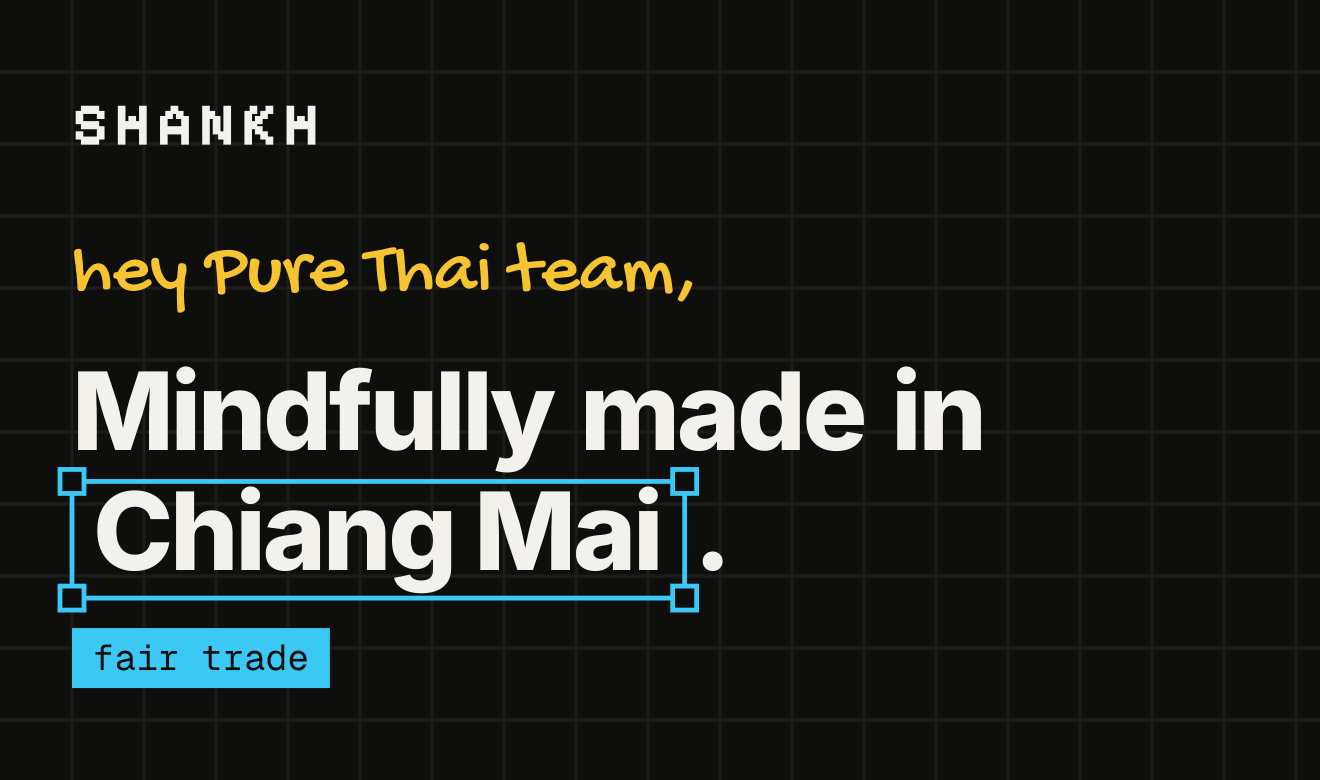 SHANKH
hey Pure Thai team,
Mindfully made in
Chiang Mai.
fair trade